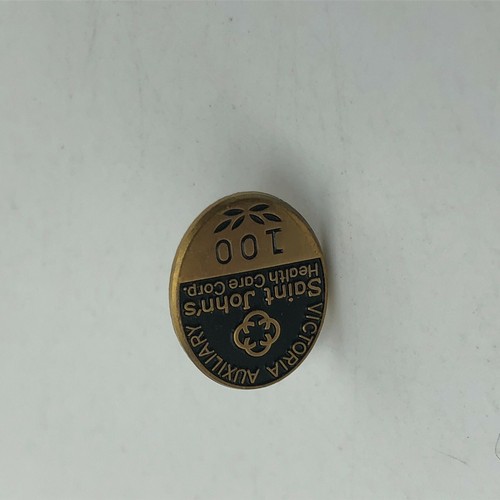 VICTORIA AUXILIARY
Saint John's
Health Care Corp.
100